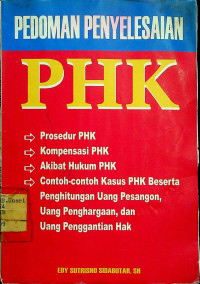 PEDOMAN PENYELESAIAN
PHK
⇨ Prosedur PHK
⇨ Kompensasi PHK
⇨ Akibat Hukum PHK
⇨ Contoh-contoh Kasus PHK Beserta
Penghitungan Uang Pesangon,
Uang Penghargaan, dan
Uang Penggantian Hak
EDY SUTRISNO SIDABUTAR, SH